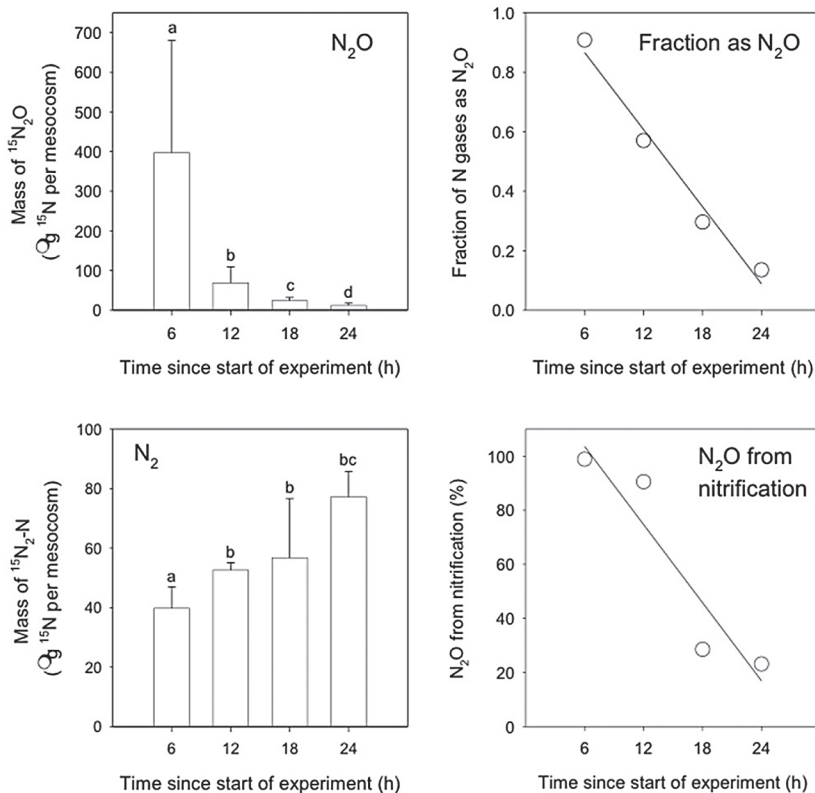 N₂O
Mass of ¹⁵N₂O
(g ¹⁵N per mesocosm)
700
600
500
400
300
200
100
0
a
b
c
d
6 12 18 24
Time since start of experiment (h)
Fraction as N₂O
Fraction of N gases as N₂O
1.0
0.8
0.6
0.4
0.2
0.0
6 12 18 24
Time since start of experiment (h)
N₂
Mass of ¹⁵N₂-N
(g ¹⁵N per mesocosm)
100
80
60
40
20
0
a
b
b
bc
6 12 18 24
Time since start of experiment (h)
N₂O from
nitrification
N₂O from nitrification (%)
100
80
60
40
20
0
6 12 18 24
Time since start of experiment (h)